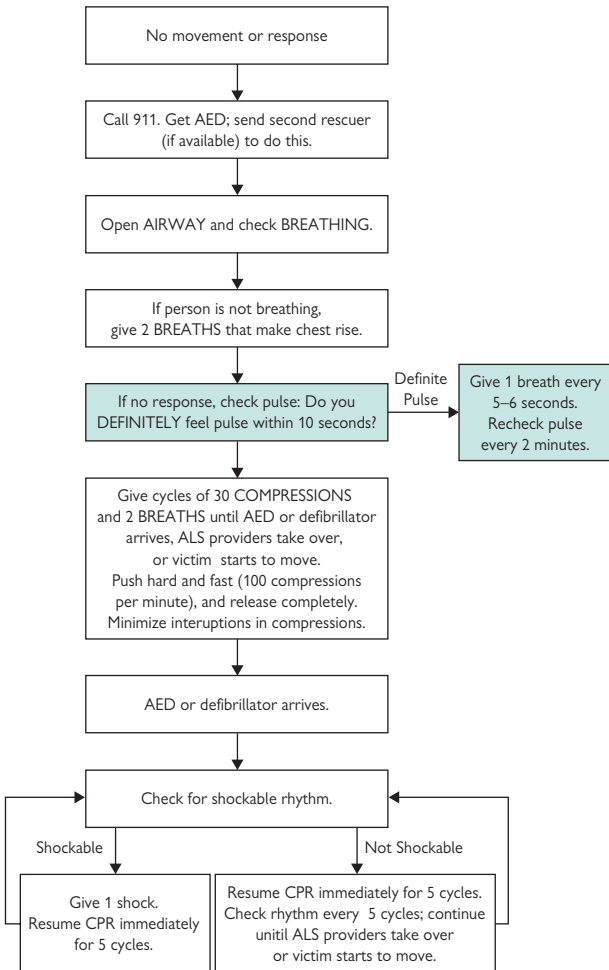 No movement or response
Call 911. Get AED; send second rescuer
(if available) to do this.
Open AIRWAY and check BREATHING.
If person is not breathing,
give 2 BREATHS that make chest rise.
If no response, check pulse: Do you
DEFINITELY feel pulse within 10 seconds?
Definite
Pulse
Give 1 breath every
5–6 seconds.
Recheck pulse
every 2 minutes.
Give cycles of 30 COMPRESSIONS
and 2 BREATHS until AED or defibrillator
arrives, ALS providers take over,
or victim starts to move.
Push hard and fast (100 compressions
per minute), and release completely.
Minimize interuptions in compressions.
AED or defibrillator arrives.
Check for shockable rhythm.
Shockable
Not Shockable
Give 1 shock.
Resume CPR immediately
for 5 cycles.
Resume CPR immediately for 5 cycles.
Check rhythm every 5 cycles; continue
unitil ALS providers take over
or victim starts to move.